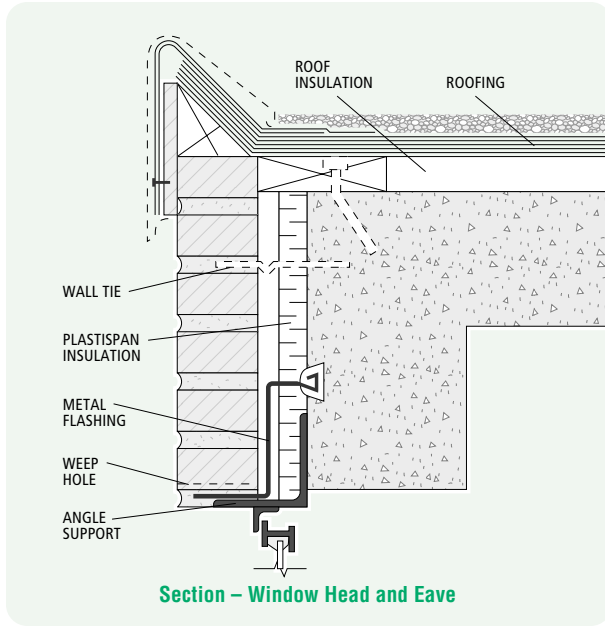 ROOF
INSULATION
ROOFING
WALL TIE
PLASTISPAN
INSULATION
METAL
FLASHING
WEEP
HOLE
ANGLE
SUPPORT
Section – Window Head and Eave